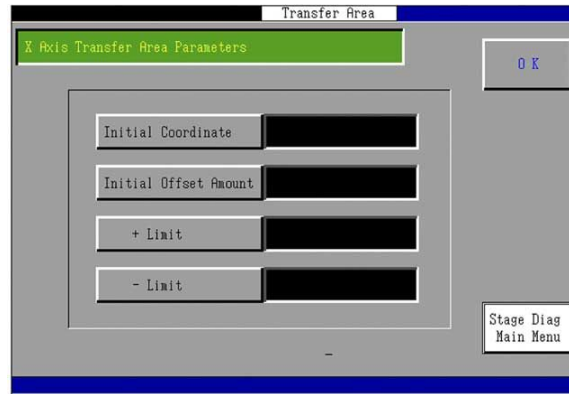 Transfer Area
X Axis Transfer Area Parameters
O K
Initial Coordinate
Initial Offset Amount
+ Limit
- Limit
Stage Diag
Main Menu